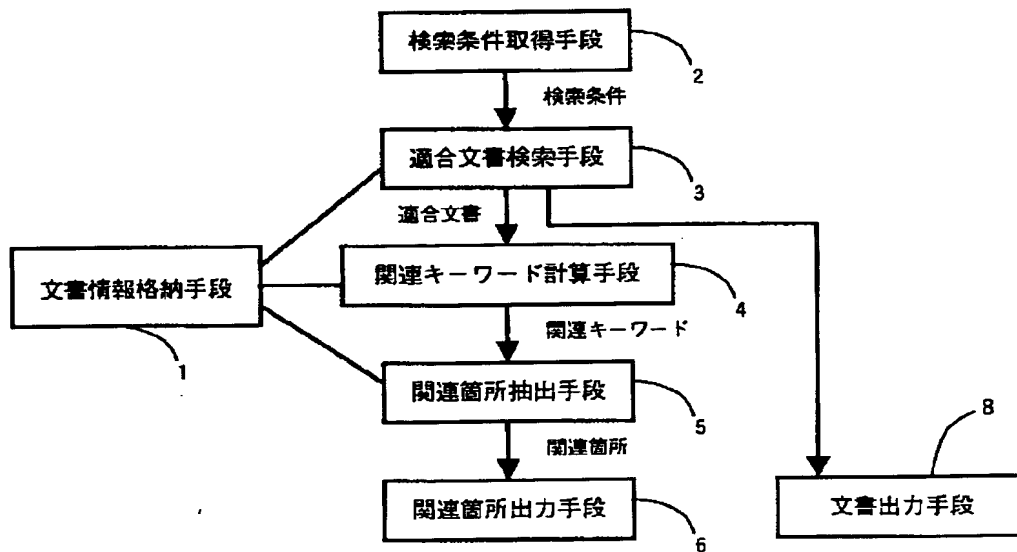 検索条件取得手段
2
検索条件
適合文書検索手段
3
適合文書
文書情報格納手段
1
関連キーワード計算手段
4
関連キーワード
関連箇所抽出手段
5
関連箇所
8
関連箇所出力手段
6
文書出力手段